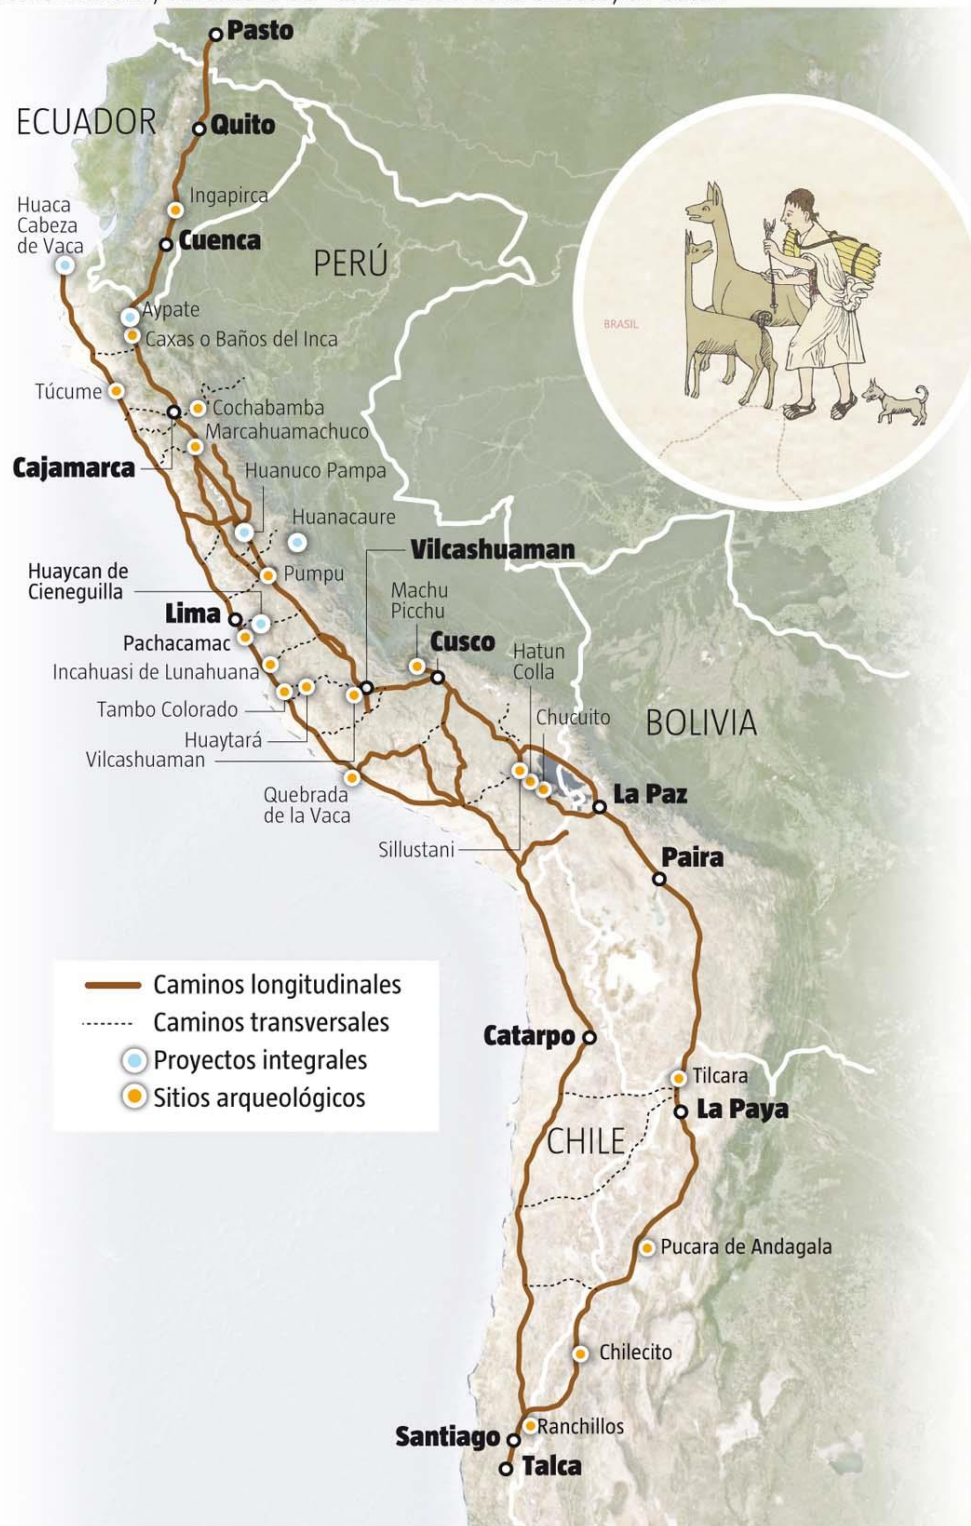 Pasto
ECUADOR
Quito
Ingapirca
Huaca
Cabeza
de Vaca
Cuenca
PERÚ
Aypate
Caxas o Baños del Inca
BRASIL
Túcume
Cochabamba
Marcahuamachuco
Cajamarca
Huanuco Pampa
Huanacaure
Vilcashuaman
Huaycan de
Cieneguilla
Pumpu
Machu
Picchu
Lima
Pachacamac
Cusco
Hatun
Colla
Incahuasi de Lunahuana
Tambo Colorado
Chucuito
BOLIVIA
Huaytará
Vilcashuaman
Quebrada
de la Vaca
La Paz
Sillustani
Paira
Caminos longitudinales
Caminos transversales
Proyectos integrales
Sitios arqueológicos
Catarpo
Tilcara
La Paya
CHILE
Pucara de Andagala
Chilecito
Ranchillos
Santiago
Talca